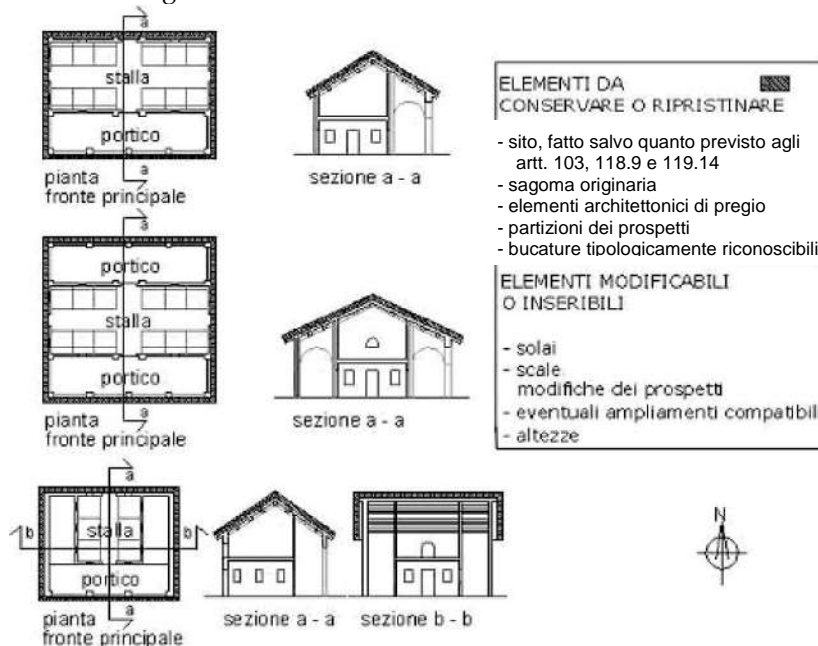 a
stalla
portico
a
pianta
fronte principale
sezione a - a
ELEMENTI DA
CONSERVARE O RIPRISTINARE
- sito, fatto salvo quanto previsto agli
artt. 103, 118.9 e 119.14
- sagoma originaria
- elementi architettonici di pregio
- partizioni dei prospetti
- bucature tipologicamente riconoscibili
a
portico
stalla
portico
a
pianta
fronte principale
sezione a - a
ELEMENTI MODIFICABILI
O INSERIBILI
- solai
- scale
modifiche dei prospetti
- eventuali ampliamenti compatibili
- altezze
a
b
stalla
b
portico
a
pianta
fronte principale
sezione a - a
sezione b - b
N